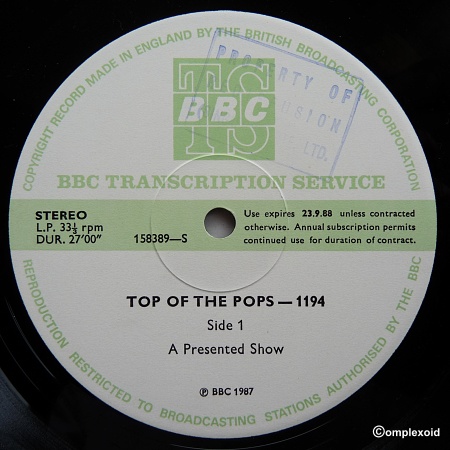 COPYRIGHT RECORD MADE IN ENGLAND BY THE BRITISH BROADCASTING CORPORATION
TS
BBC
PROPERTY OF
LTD.
BBC TRANSCRIPTION SERVICE
STEREO
L.P. 33⅓ rpm
DUR. 27'00"
158389—S
Use expires 23.9.88 unless contracted
otherwise. Annual subscription permits
continued use for duration of contract.
TOP OF THE POPS — 1194
Side 1
A Presented Show
℗ BBC 1987
REPRODUCTION RESTRICTED TO BROADCASTING STATIONS AUTHORISED BY THE BBC
©omplexoid